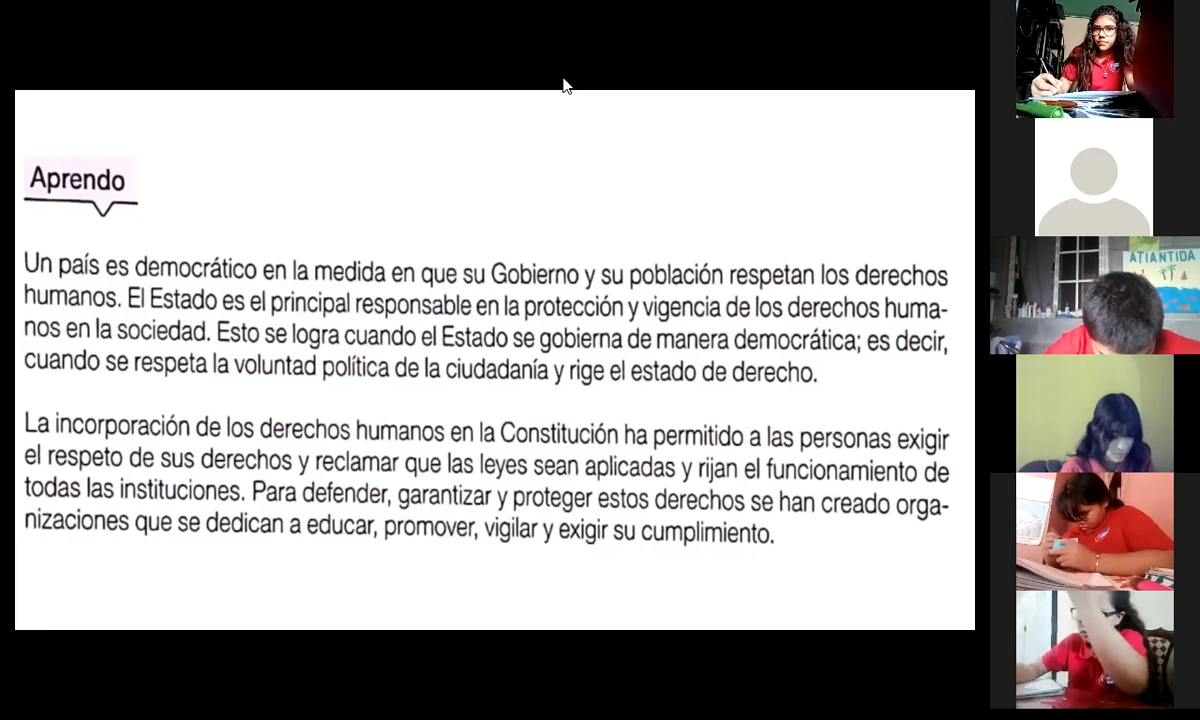 Aprendo
Un país es democrático en la medida en que su Gobierno y su población respetan los derechos
humanos. El Estado es el principal responsable en la protección y vigencia de los derechos huma-
nos en la sociedad. Esto se logra cuando el Estado se gobierna de manera democrática; es decir,
cuando se respeta la voluntad política de la ciudadanía y rige el estado de derecho.
La incorporación de los derechos humanos en la Constitución ha permitido a las personas exigir
el respeto de sus derechos y reclamar que las leyes sean aplicadas y rijan el funcionamiento de
todas las instituciones. Para defender, garantizar y proteger estos derechos se han creado orga-
nizaciones que se dedican a educar, promover, vigilar y exigir su cumplimiento.
ATIANTIDA